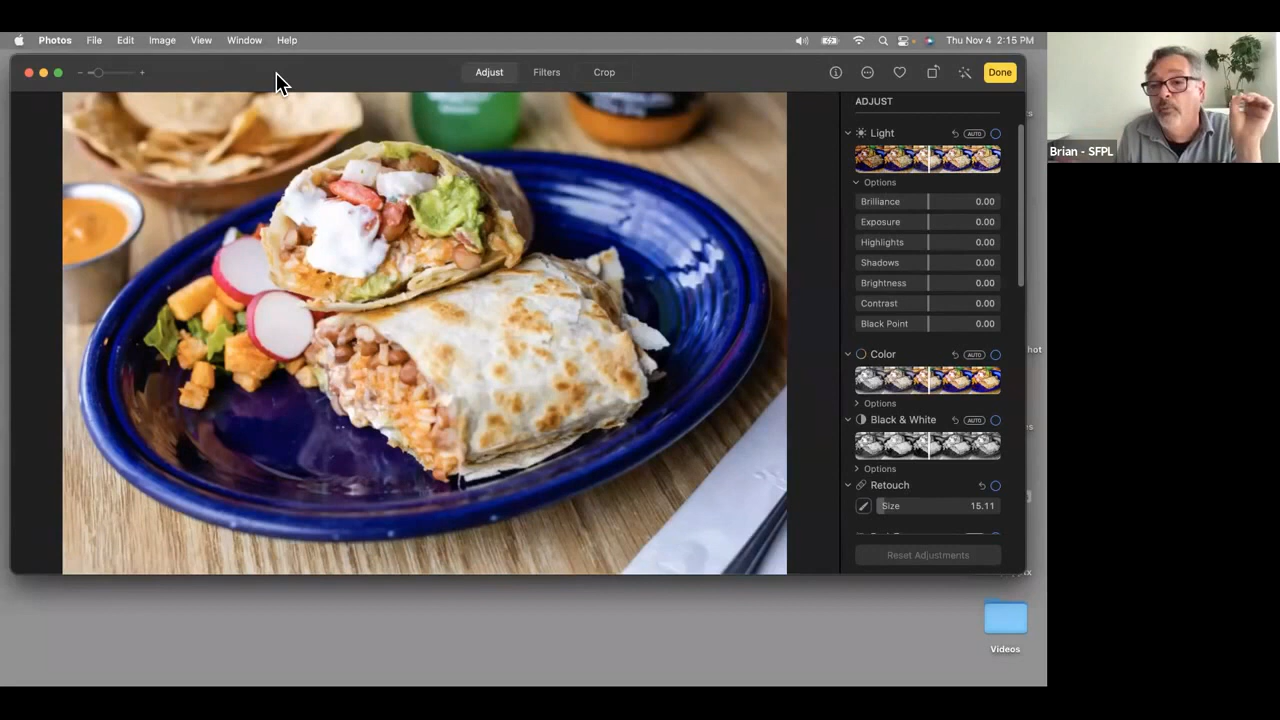 Photos File Edit Image View Window Help Thu Nov 4 2:15 PM
Adjust Filters Crop Done
ADJUST
Light AUTO
Options
Brilliance 0.00
Exposure 0.00
Highlights 0.00
Shadows 0.00
Brightness 0.00
Contrast 0.00
Black Point 0.00
Color AUTO
Options
Black & White AUTO
Options
Retouch
Size 15.11
Reset Adjustments
Videos
Brian - SFPL